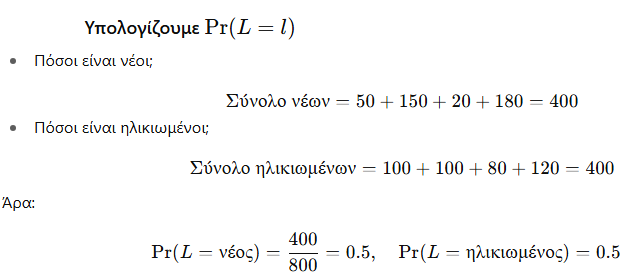 Υπολογίζουμε Pr(L = l)
• Πόσοι είναι νέοι;
Σύνολο νέων = 50 + 150 + 20 + 180 = 400
• Πόσοι είναι ηλικιωμένοι;
Σύνολο ηλικιωμένων = 100 + 100 + 80 + 120 = 400
Άρα:
Pr(L = νέος) = 400/800 = 0.5, Pr(L = ηλικιωμένος) = 0.5